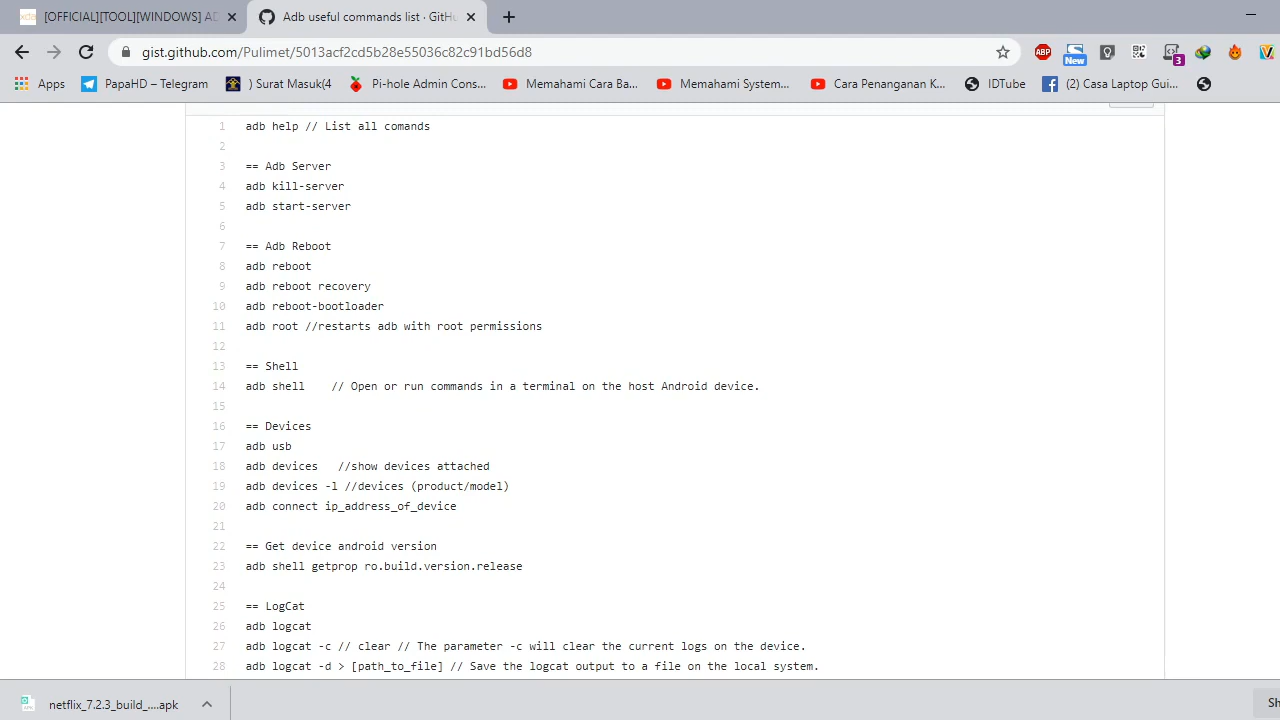 [OFFICIAL][TOOL][WINDOWS] AD
Adb useful commands list · GitHu
gist.github.com/Pulimet/5013acf2cd5b28e55036c82c91bd56d8
ABP
New
3
Apps
PapaHD – Telegram
) Surat Masuk(4
Pi-hole Admin Cons...
Memahami Cara Ba...
Memahami System...
Cara Penanganan K...
IDTube
(2) Casa Laptop Gui...
1 adb help // List all comands
2
3 == Adb Server
4 adb kill-server
5 adb start-server
6
7 == Adb Reboot
8 adb reboot
9 adb reboot recovery
10 adb reboot-bootloader
11 adb root //restarts adb with root permissions
12
13 == Shell
14 adb shell    // Open or run commands in a terminal on the host Android device.
15
16 == Devices
17 adb usb
18 adb devices   //show devices attached
19 adb devices -l //devices (product/model)
20 adb connect ip_address_of_device
21
22 == Get device android version
23 adb shell getprop ro.build.version.release
24
25 == LogCat
26 adb logcat
27 adb logcat -c // clear // The parameter -c will clear the current logs on the device.
28 adb logcat -d > [path_to_file] // Save the logcat output to a file on the local system.
netflix_7.2.3_build_....apk
Sh